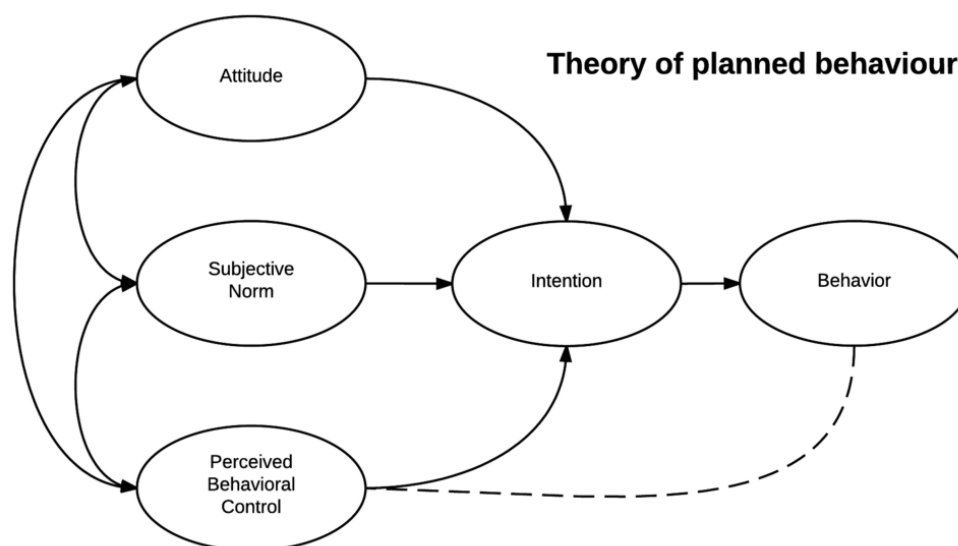 Theory of planned behaviour
Attitude
Subjective
Norm
Intention
Behavior
Perceived
Behavioral
Control